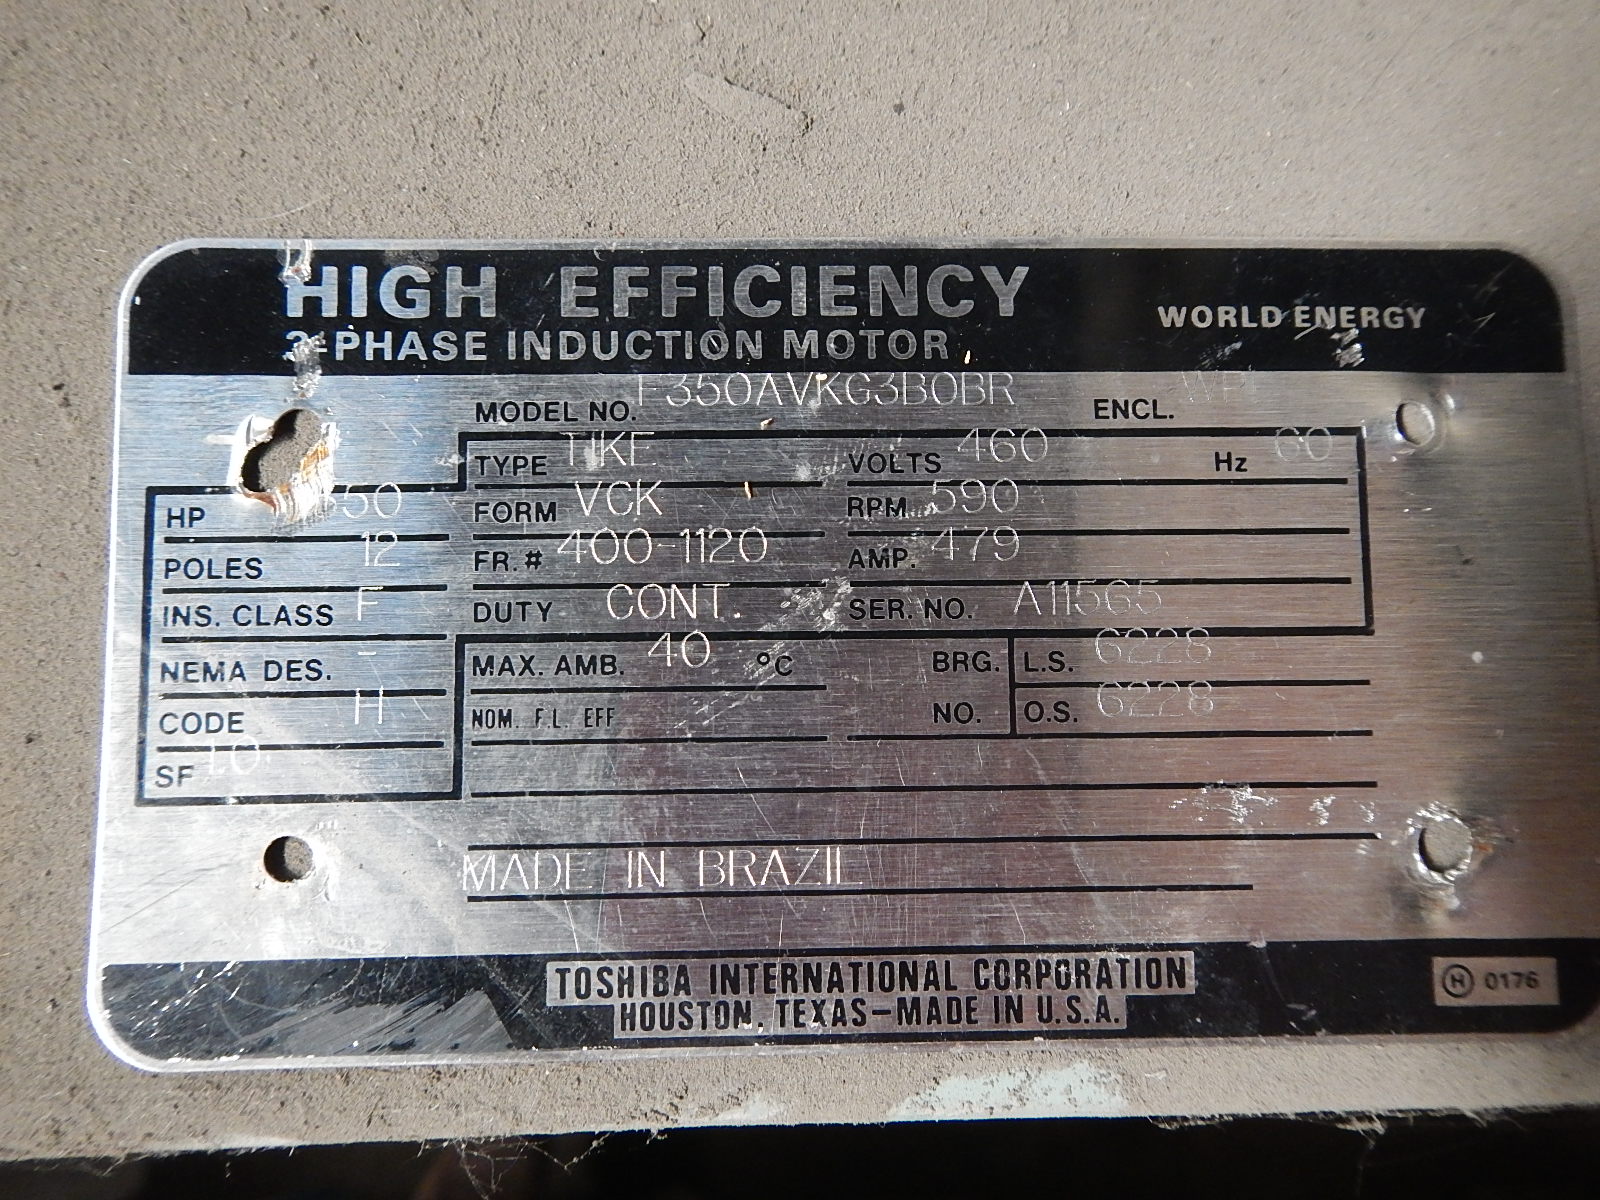 HIGH EFFICIENCY
3-PHASE INDUCTION MOTOR
WORLD ENERGY
MODEL NO. F350AVKG3B0BR ENCL. WPI
TYPE TIKE VOLTS 460 Hz 60
HP 350 FORM VCK RPM 590
POLES 12 FR.# 400-1120 AMP. 479
INS. CLASS F DUTY CONT. SER. NO. A11565
NEMA DES. - MAX. AMB. 40 °C BRG. L.S. 6228
CODE H NOM. F.L. EFF NO. O.S. 6228
SF 1.0
MADE IN BRAZIL
TOSHIBA INTERNATIONAL CORPORATION
HOUSTON, TEXAS—MADE IN U.S.A.
H 0176